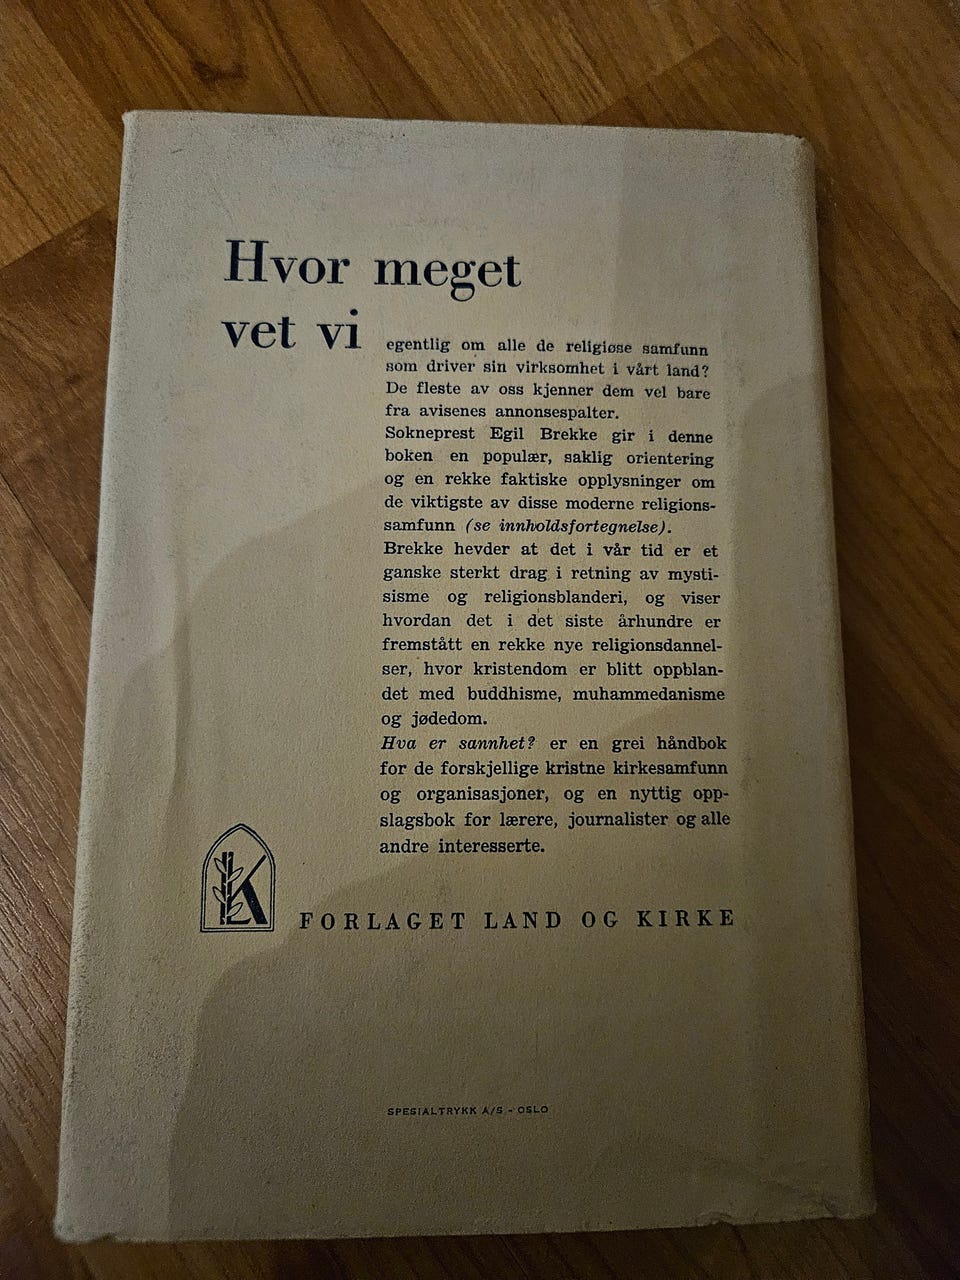 Hvor meget
vet vi egentlig om alle de religiøse samfunn
som driver sin virksomhet i vårt land?
De fleste av oss kjenner dem vel bare
fra avisenes annonsespalter.
Sokneprest Egil Brekke gir i denne
boken en populær, saklig orientering
og en rekke faktiske opplysninger om
de viktigste av disse moderne religions-
samfunn (se innholdsfortegnelse).
Brekke hevder at det i vår tid er et
ganske sterkt drag i retning av mysti-
sisme og religionsblanderi, og viser
hvordan det i det siste århundre er
fremstått en rekke nye religionsdannel-
ser, hvor kristendom er blitt oppblan-
det med buddhisme, muhammedanisme
og jødedom.
Hva er sannhet? er en grei håndbok
for de forskjellige kristne kirkesamfunn
og organisasjoner, og en nyttig opp-
slagsbok for lærere, journalister og alle
andre interesserte.
LK
FORLAGET LAND OG KIRKE
SPESIALTRYKK A/S - OSLO